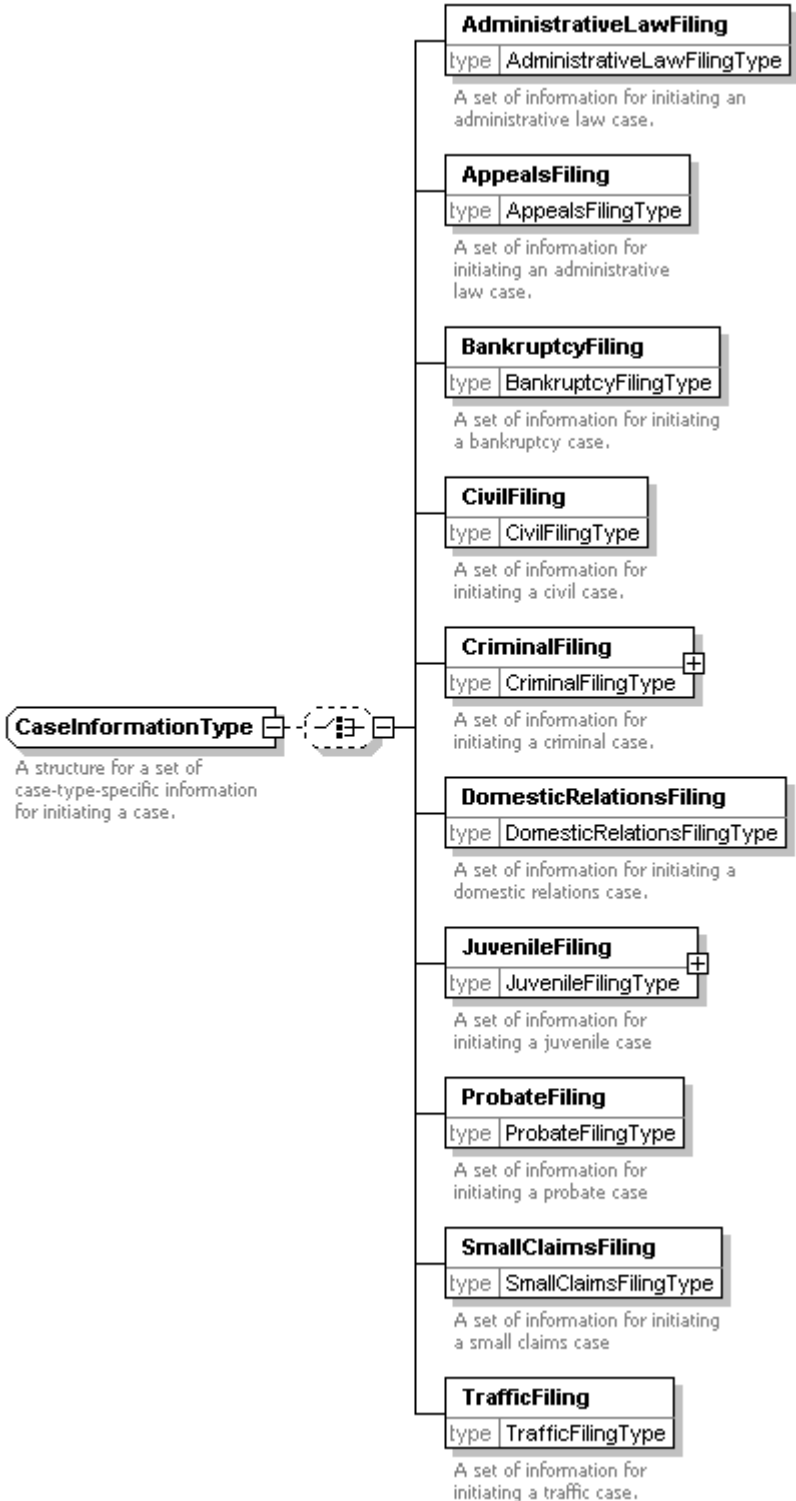 AdministrativeLawFiling
type AdministrativeLawFilingType
A set of information for initiating an
administrative law case.
AppealsFiling
type AppealsFilingType
A set of information for
initiating an administrative
law case.
BankruptcyFiling
type BankruptcyFilingType
A set of information for initiating
a bankruptcy case.
CivilFiling
type CivilFilingType
A set of information for
initiating a civil case.
CriminalFiling
type CriminalFilingType
A set of information for
initiating a criminal case.
CaseInformationType
A structure for a set of
case-type-specific information
for initiating a case.
DomesticRelationsFiling
type DomesticRelationsFilingType
A set of information for initiating a
domestic relations case.
JuvenileFiling
type JuvenileFilingType
A set of information for
initiating a juvenile case
ProbateFiling
type ProbateFilingType
A set of information for
initiating a probate case
SmallClaimsFiling
type SmallClaimsFilingType
A set of information for initiating
a small claims case
TrafficFiling
type TrafficFilingType
A set of information for
initiating a traffic case.